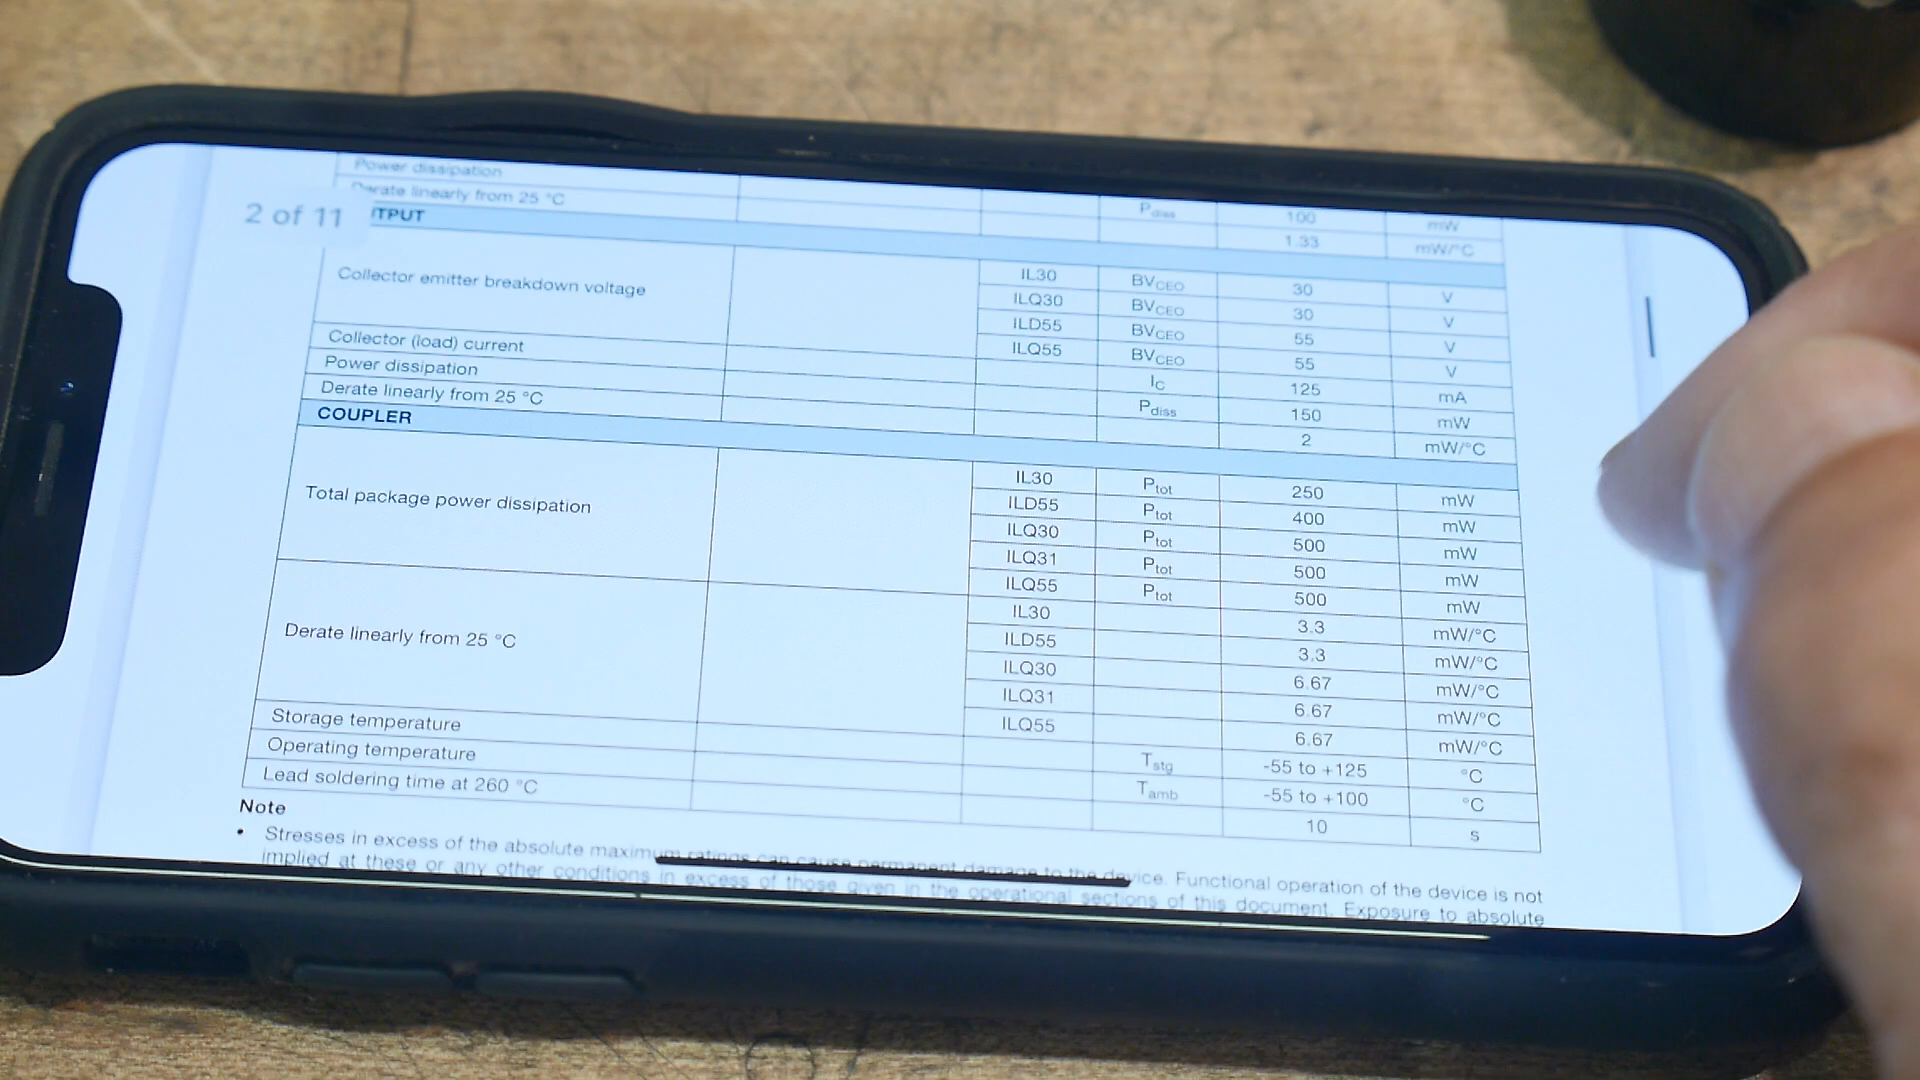 2 of 11
Power dissipation Pdiss 100 mW
Derate linearly from 25 °C 1.33 mW/°C
TPUT
Collector emitter breakdown voltage IL30 BVCEO 30 V
ILQ30 BVCEO 30 V
ILD55 BVCEO 55 V
ILQ55 BVCEO 55 V
Collector (load) current IC 125 mA
Power dissipation Pdiss 150 mW
Derate linearly from 25 °C 2 mW/°C
COUPLER
Total package power dissipation IL30 Ptot 250 mW
ILD55 Ptot 400 mW
ILQ30 Ptot 500 mW
ILQ31 Ptot 500 mW
ILQ55 Ptot 500 mW
Derate linearly from 25 °C IL30 3.3 mW/°C
ILD55 3.3 mW/°C
ILQ30 6.67 mW/°C
ILQ31 6.67 mW/°C
ILQ55 6.67 mW/°C
Storage temperature Tstg -55 to +125 °C
Operating temperature Tamb -55 to +100 °C
Lead soldering time at 260 °C 10 s
Note
• Stresses in excess of the absolute maximum ratings can cause permanent damage to the device. Functional operation of the device is not
implied at these or any other conditions in excess of those given in the operational sections of this document. Exposure to absolute